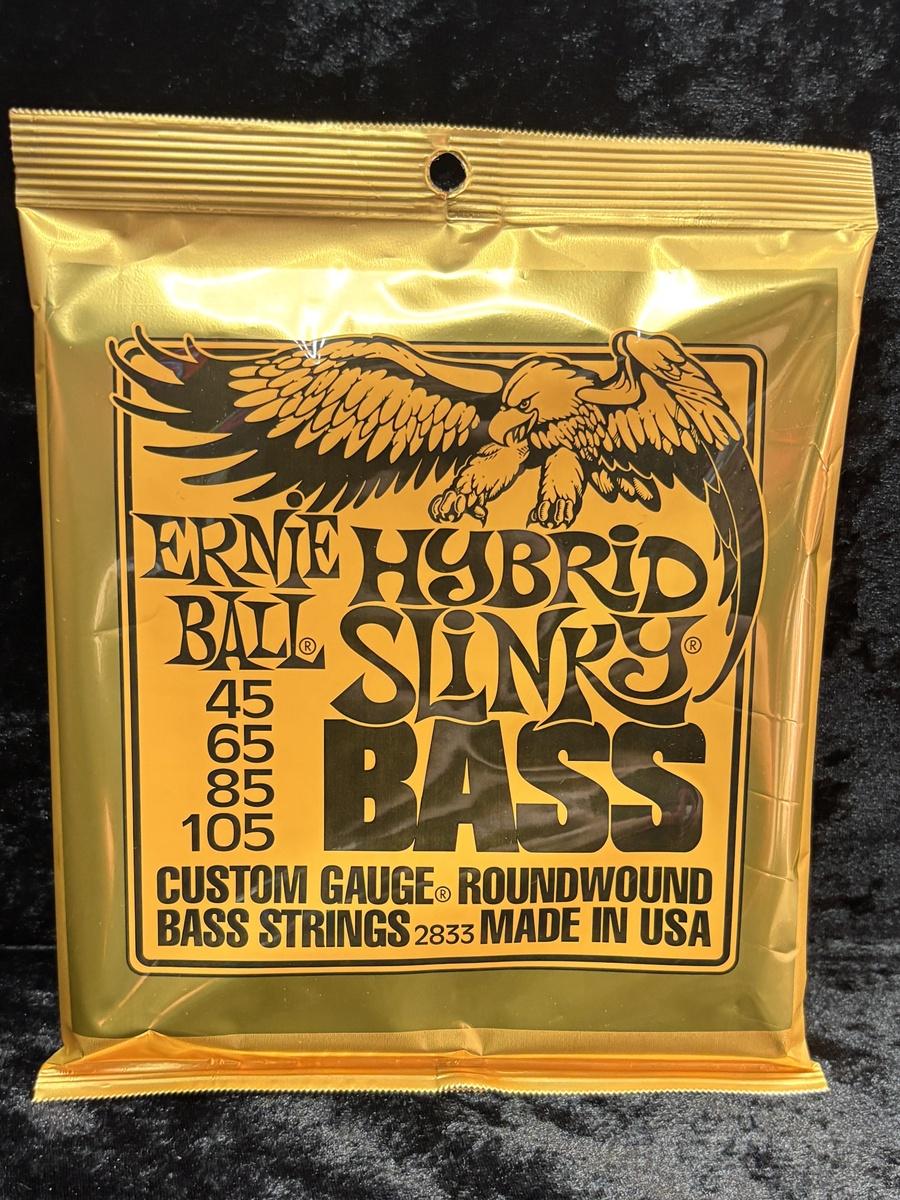 ERNiE
BALL®
HYBRiD
SLiNKY®
BASS
45
65
85
105
CUSTOM GAUGE® ROUNDWOUND
BASS STRINGS 2833 MADE IN USA